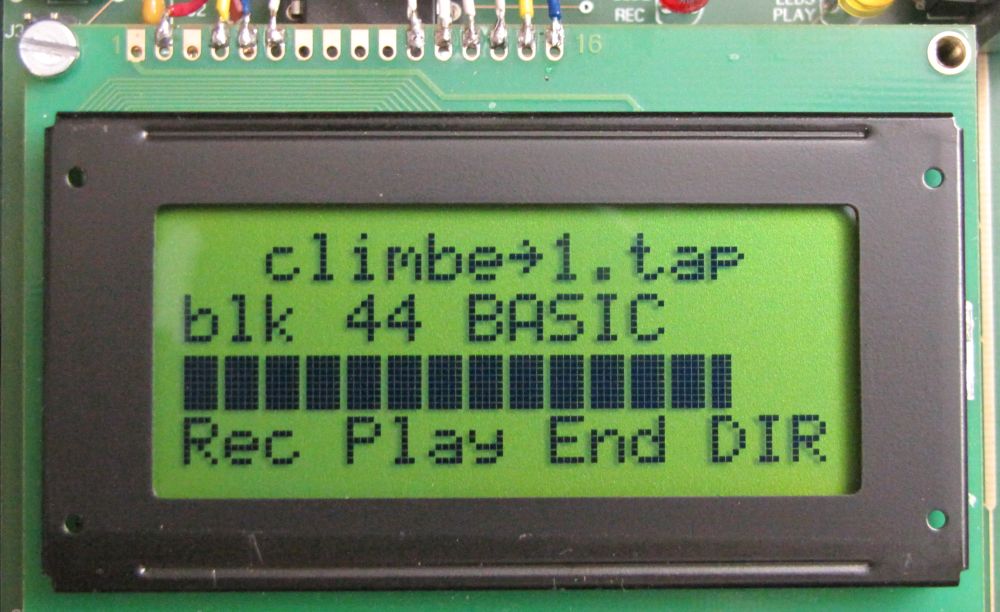 REC
PLAY
1
16
climbe→1.tap
blk 44 BASIC
Rec Play End DIR